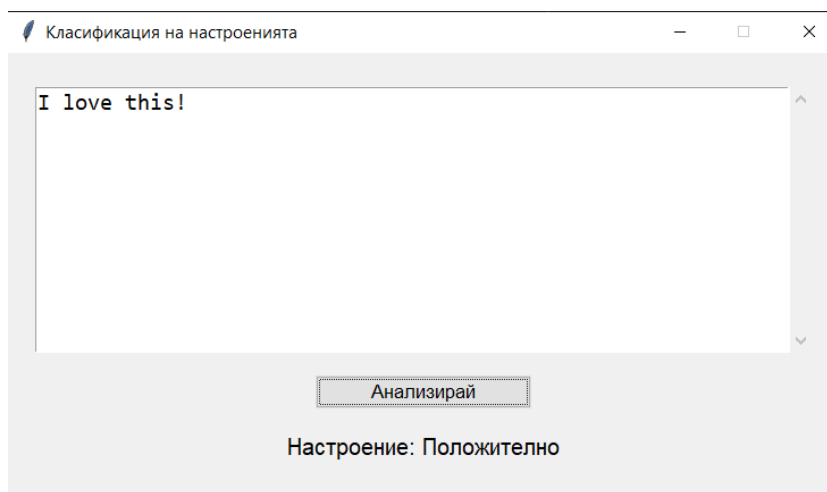 Класификация на настроенията
I love this!
Анализирай
Настроение: Положително